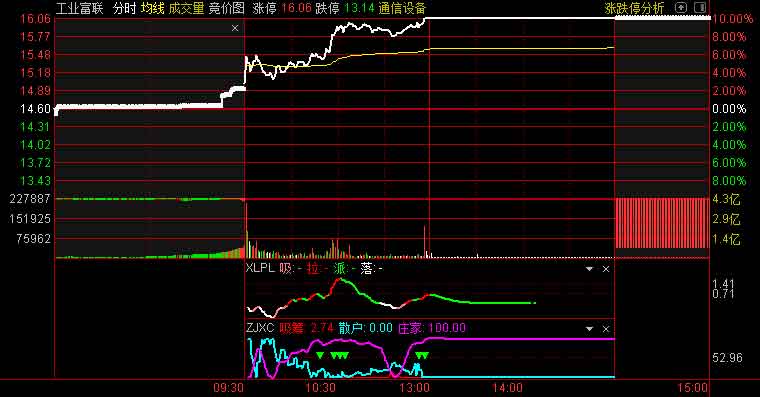 工业富联 分时 均线 成交量 竞价图 涨停 16.06 跌停 13.14 通信设备 涨跌停分析
16.06 10.00%
15.77 8.00%
15.48 6.00%
15.18 4.00%
14.89 2.00%
14.60 0.00%
14.31 2.00%
14.02 4.00%
13.72 6.00%
13.43 8.00%
227887 4.3亿
151925 2.9亿
75962 1.4亿
XLPL 吸:- 拉:- 派:- 落:-
1.41
0.71
ZJXC 吸筹: 2.74 散户: 0.00 庄家: 100.00
52.96
09:30 10:30 13:00 14:00 15:00